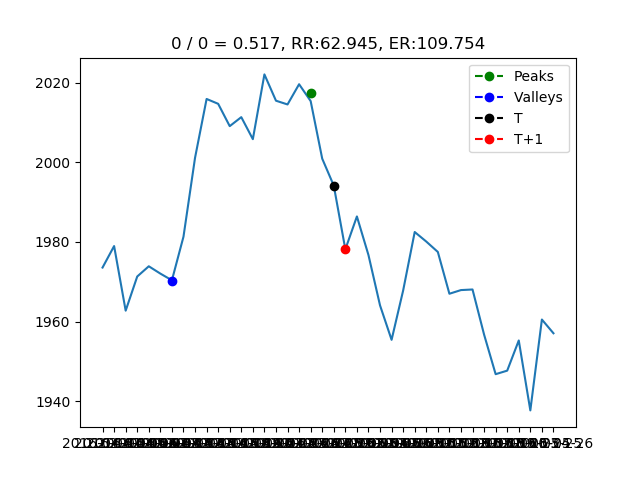 0 / 0 = 0.517, RR:62.945, ER:109.754
Peaks
Valleys
T
T+1
2020
2000
1980
1960
1940